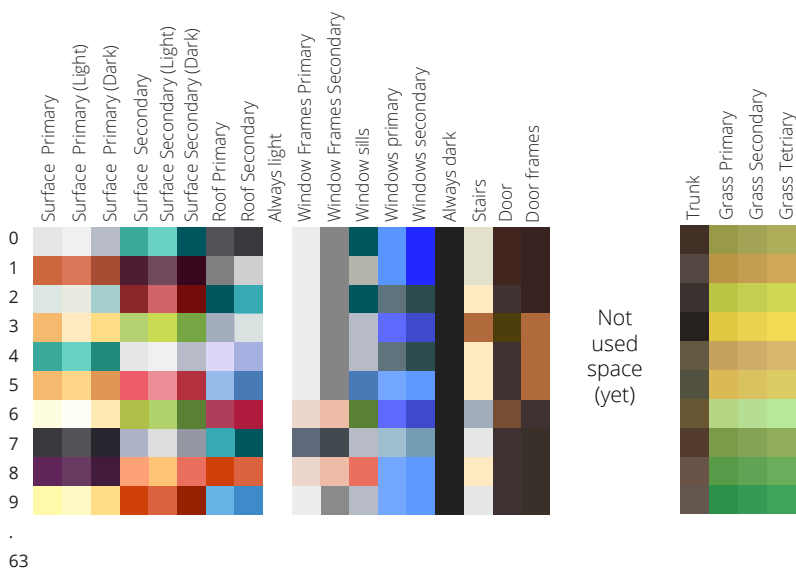 Surface Primary
Surface Primary (Light)
Surface Primary (Dark)
Surface Secondary
Surface Secondary (Light)
Surface Secondary (Dark)
Roof Primary
Roof Secondary
Always light
Window Frames Primary
Window Frames Secondary
Window sills
Windows primary
Windows secondary
Always dark
Stairs
Door
Door frames
Trunk
Grass Primary
Grass Secondary
Grass Tetriary
0
1
2
3
4
5
6
7
8
9
.
63
Not
used
space
(yet)